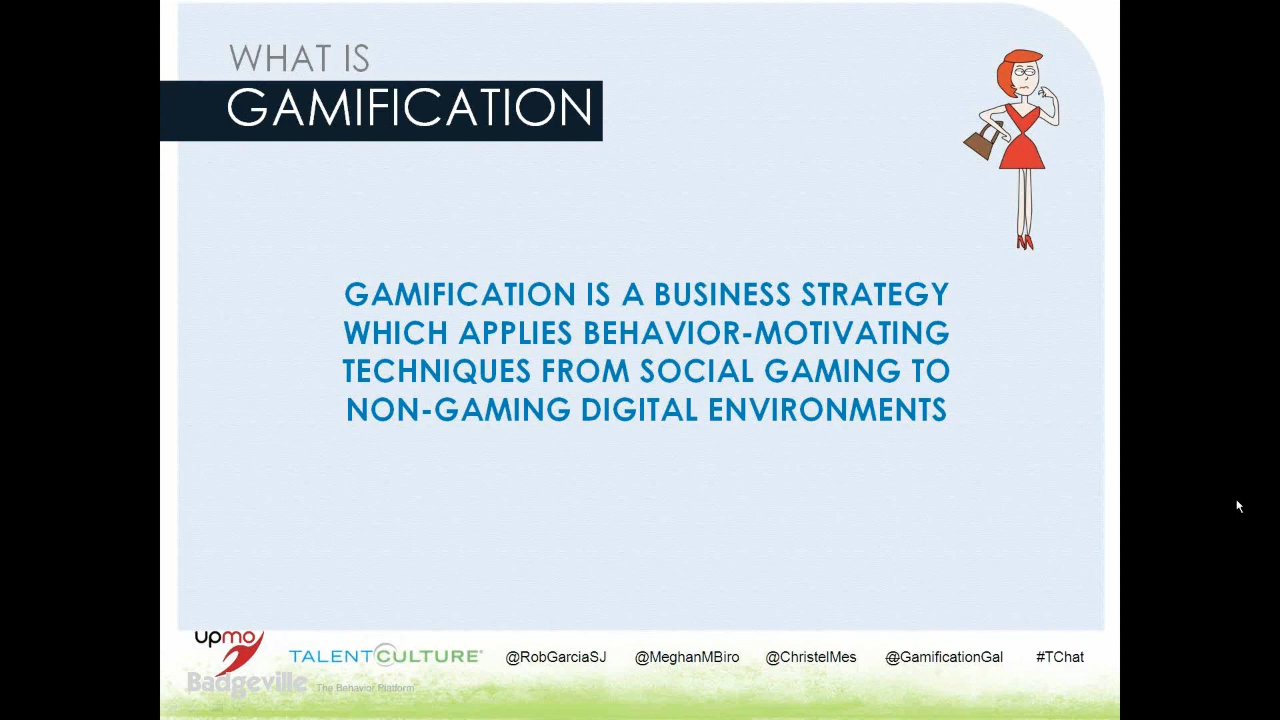 WHAT IS
GAMIFICATION
GAMIFICATION IS A BUSINESS STRATEGY
WHICH APPLIES BEHAVIOR-MOTIVATING
TECHNIQUES FROM SOCIAL GAMING TO
NON-GAMING DIGITAL ENVIRONMENTS
upmo
TALENTCULTURE @RobGarciaSJ @MeghanMBiro @ChristelMes @GamificationGal #TChat
Badgeville The Behavior Platform